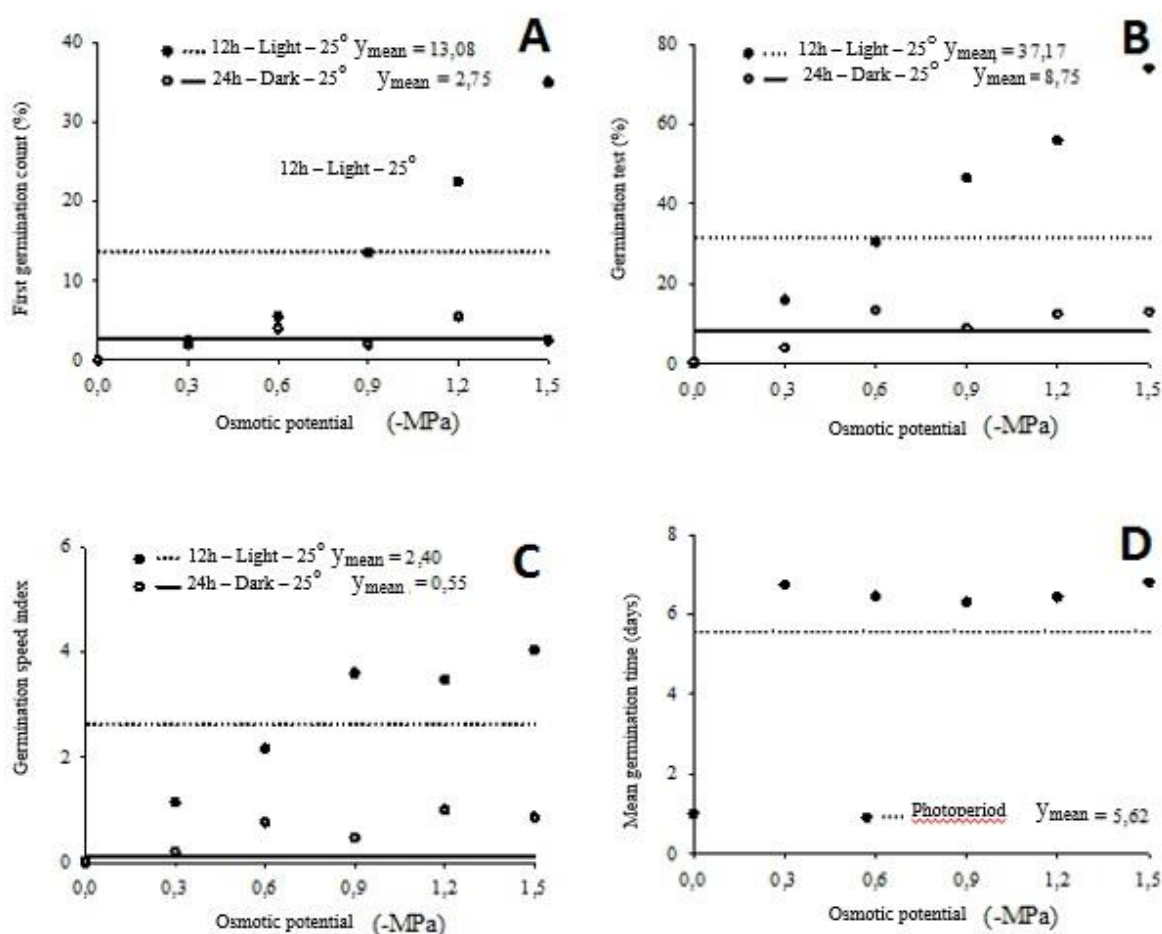 A
12h – Light – 25° ymean = 13,08
24h – Dark – 25° ymean = 2,75
12h – Light – 25°
First germination count (%)
40
30
20
10
0
0,0 0,3 0,6 0,9 1,2 1,5
Osmotic potential (-MPa)
B
12h – Light – 25° ymean = 37,17
24h – Dark – 25° ymean = 8,75
Germination test (%)
80
60
40
20
0
0,0 0,3 0,6 0,9 1,2 1,5
Osmotic potential (-MPa)
C
12h – Light – 25° ymean = 2,40
24h – Dark – 25° ymean = 0,55
Germination speed index
6
4
2
0
0,0 0,3 0,6 0,9 1,2 1,5
Osmotic potential (-MPa)
D
Mean germination time (days)
8
6
4
2
0
Photoperiod ymean = 5,62
0,0 0,3 0,6 0,9 1,2 1,5
Osmotic potential (-MPa)